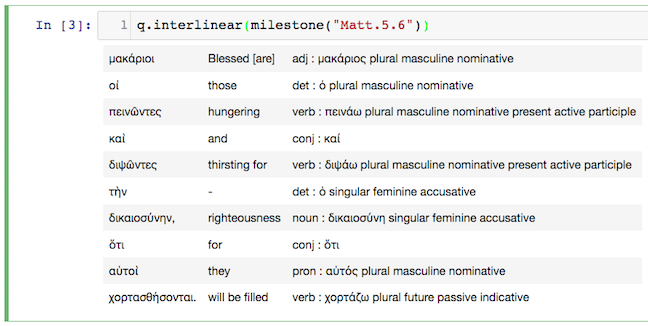 In [3]: 1 q.interlinear(milestone("Matt.5.6"))
μακάριοι Blessed [are] adj : μακάριος plural masculine nominative
οἱ those det : ὁ plural masculine nominative
πεινῶντες hungering verb : πεινάω plural masculine nominative present active participle
καὶ and conj : καί
διψῶντες thirsting for verb : διψάω plural masculine nominative present active participle
τὴν - det : ὁ singular feminine accusative
δικαιοσύνην, righteousness noun : δικαιοσύνη singular feminine accusative
ὅτι for conj : ὅτι
αὐτοὶ they pron : αὐτός plural masculine nominative
χορτασθήσονται. will be filled verb : χορτάζω plural future passive indicative